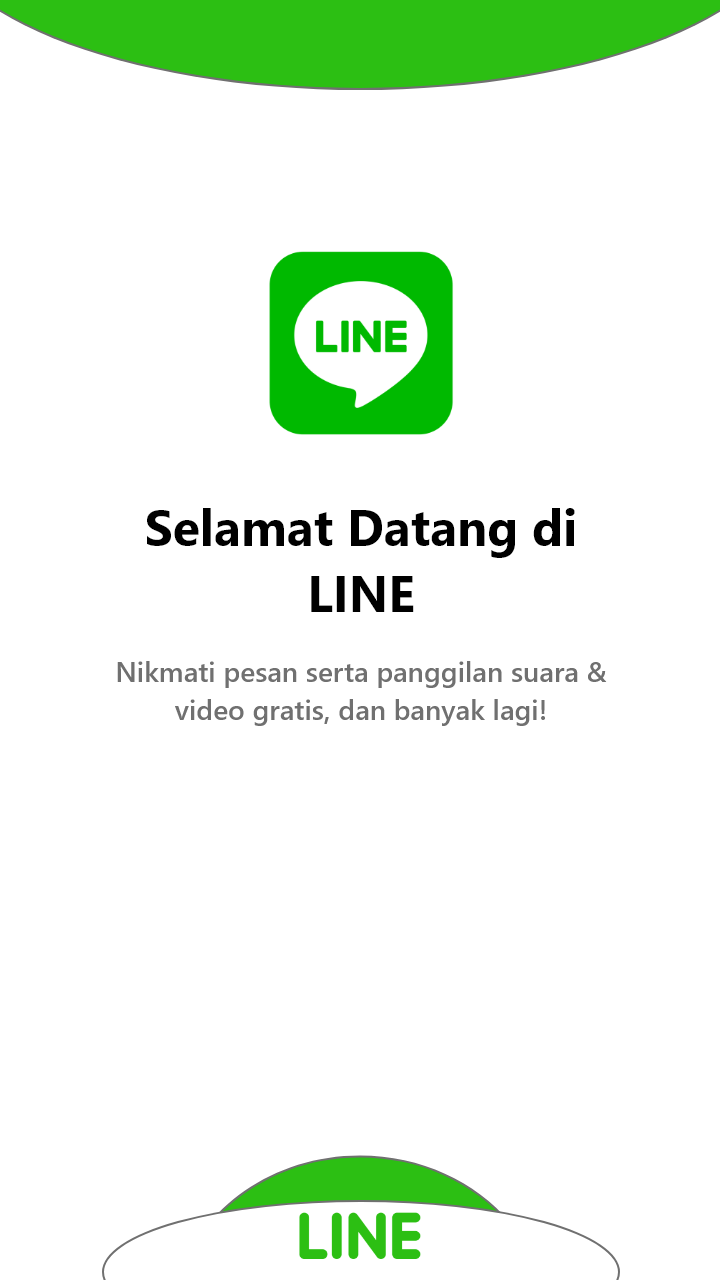 LINE
Selamat Datang di
LINE
Nikmati pesan serta panggilan suara &
video gratis, dan banyak lagi!
LINE